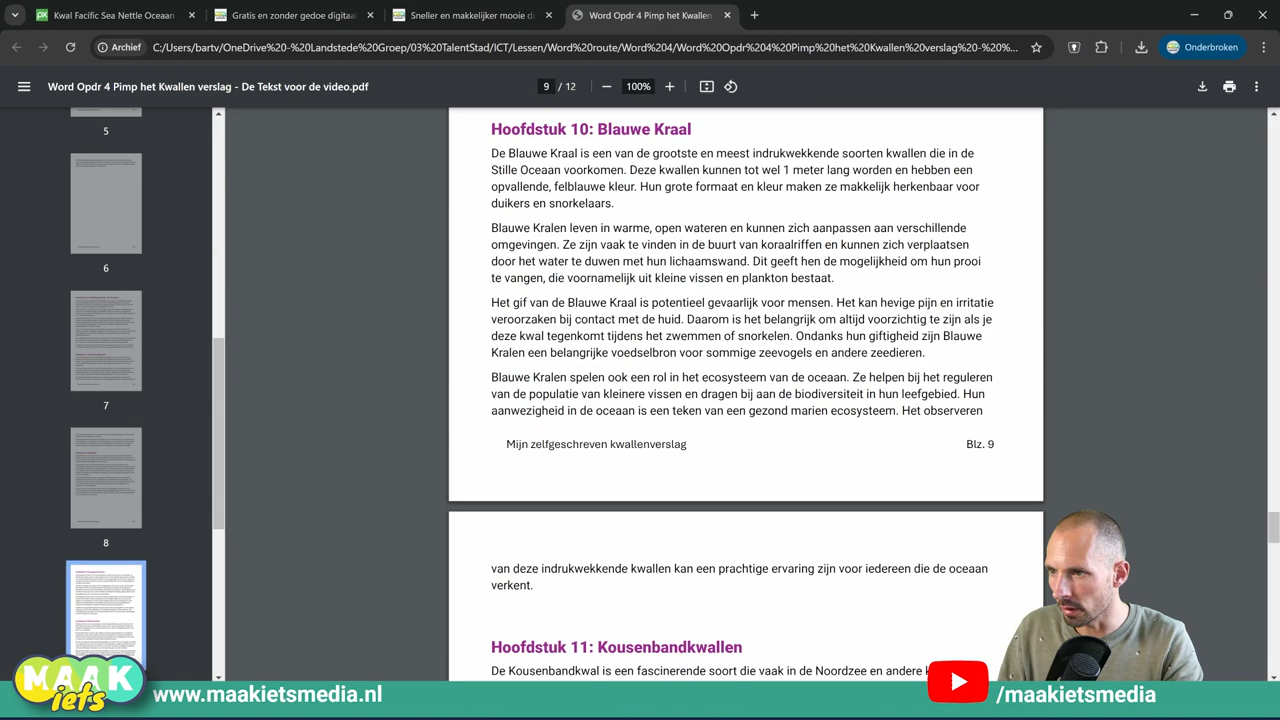 Kwal Facific Sea Nettie Oceaan
Gratis en zonder gedoe digitaal
Sneller en makkelijker mooie di
Word Opdr 4 Pimp het Kwallen
Archief
C:/Users/bartv/OneDrive%20-%20Landstede%20Groep/03%20TalentStad/ICT/Lessen/Word%20route/Word%204/Word%20Opdr%204%20Pimp%20het%20Kwallen%20verslag%20-%20%...
Onderbroken
Word Opdr 4 Pimp het Kwallen verslag - De Tekst voor de video.pdf
9 / 12
100%
5
6
7
8
Hoofdstuk 10: Blauwe Kraal
De Blauwe Kraal is een van de grootste en meest indrukwekkende soorten kwallen die in de
Stille Oceaan voorkomen. Deze kwallen kunnen tot wel 1 meter lang worden en hebben een
opvallende, felblauwe kleur. Hun grote formaat en kleur maken ze makkelijk herkenbaar voor
duikers en snorkelaars.
Blauwe Kralen leven in warme, open wateren en kunnen zich aanpassen aan verschillende
omgevingen. Ze zijn vaak te vinden in de buurt van koraalriffen en kunnen zich verplaatsen
door het water te duwen met hun lichaamswand. Dit geeft hen de mogelijkheid om hun prooi
te vangen, die voornamelijk uit kleine vissen en plankton bestaat.
Het gif van de Blauwe Kraal is potentieel gevaarlijk voor mensen. Het kan hevige pijn en irritatie
veroorzaken bij contact met de huid. Daarom is het belangrijk om altijd voorzichtig te zijn als je
deze kwal tegenkomt tijdens het zwemmen of snorkelen. Ondanks hun giftigheid zijn Blauwe
Kralen een belangrijke voedselbron voor sommige zeevogels en andere zeedieren.
Blauwe Kralen spelen ook een rol in het ecosysteem van de oceaan. Ze helpen bij het reguleren
van de populatie van kleinere vissen en dragen bij aan de biodiversiteit in hun leefgebied. Hun
aanwezigheid in de oceaan is een teken van een gezond marien ecosysteem. Het observeren
Mijn zelfgeschreven kwallenverslag
Blz. 9
van deze indrukwekkende kwallen kan een prachtige ervaring zijn voor iedereen die de oceaan
verkent.
Hoofdstuk 11: Kousenbandkwallen
De Kousenbandkwal is een fascinerende soort die vaak in de Noordzee en andere
MAAK
iets
www.maakietsmedia.nl
/maakietsmedia